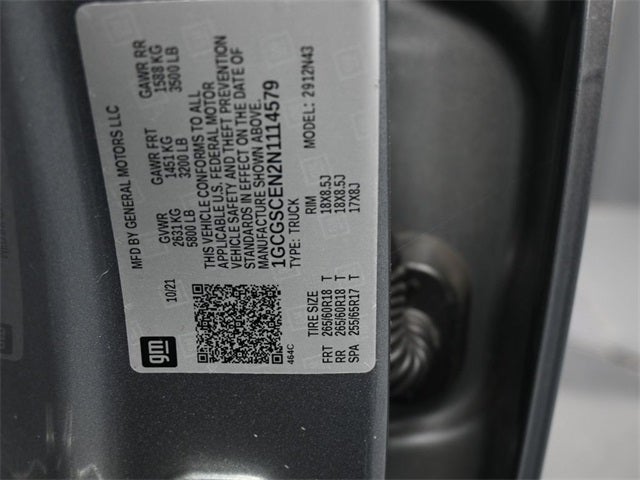 MFD BY GENERAL MOTORS LLC
GVWR GAWR FRT GAWR RR
2631 KG 1451 KG 1588 KG
5800 LB 3200 LB 3500 LB
THIS VEHICLE CONFORMS TO ALL
APPLICABLE U.S. FEDERAL MOTOR
VEHICLE SAFETY AND THEFT PREVENTION
STANDARDS IN EFFECT ON THE DATE OF
MANUFACTURE SHOWN ABOVE.
1GCGSCEN2N1114579
TYPE: TRUCK MODEL: 2912N43
10/21
gm
464C
TIRE SIZE RIM
FRT 265/60R18 T 18X8.5J
RR 265/60R18 T 18X8.5J
SPA 255/65R17 T 17X8J